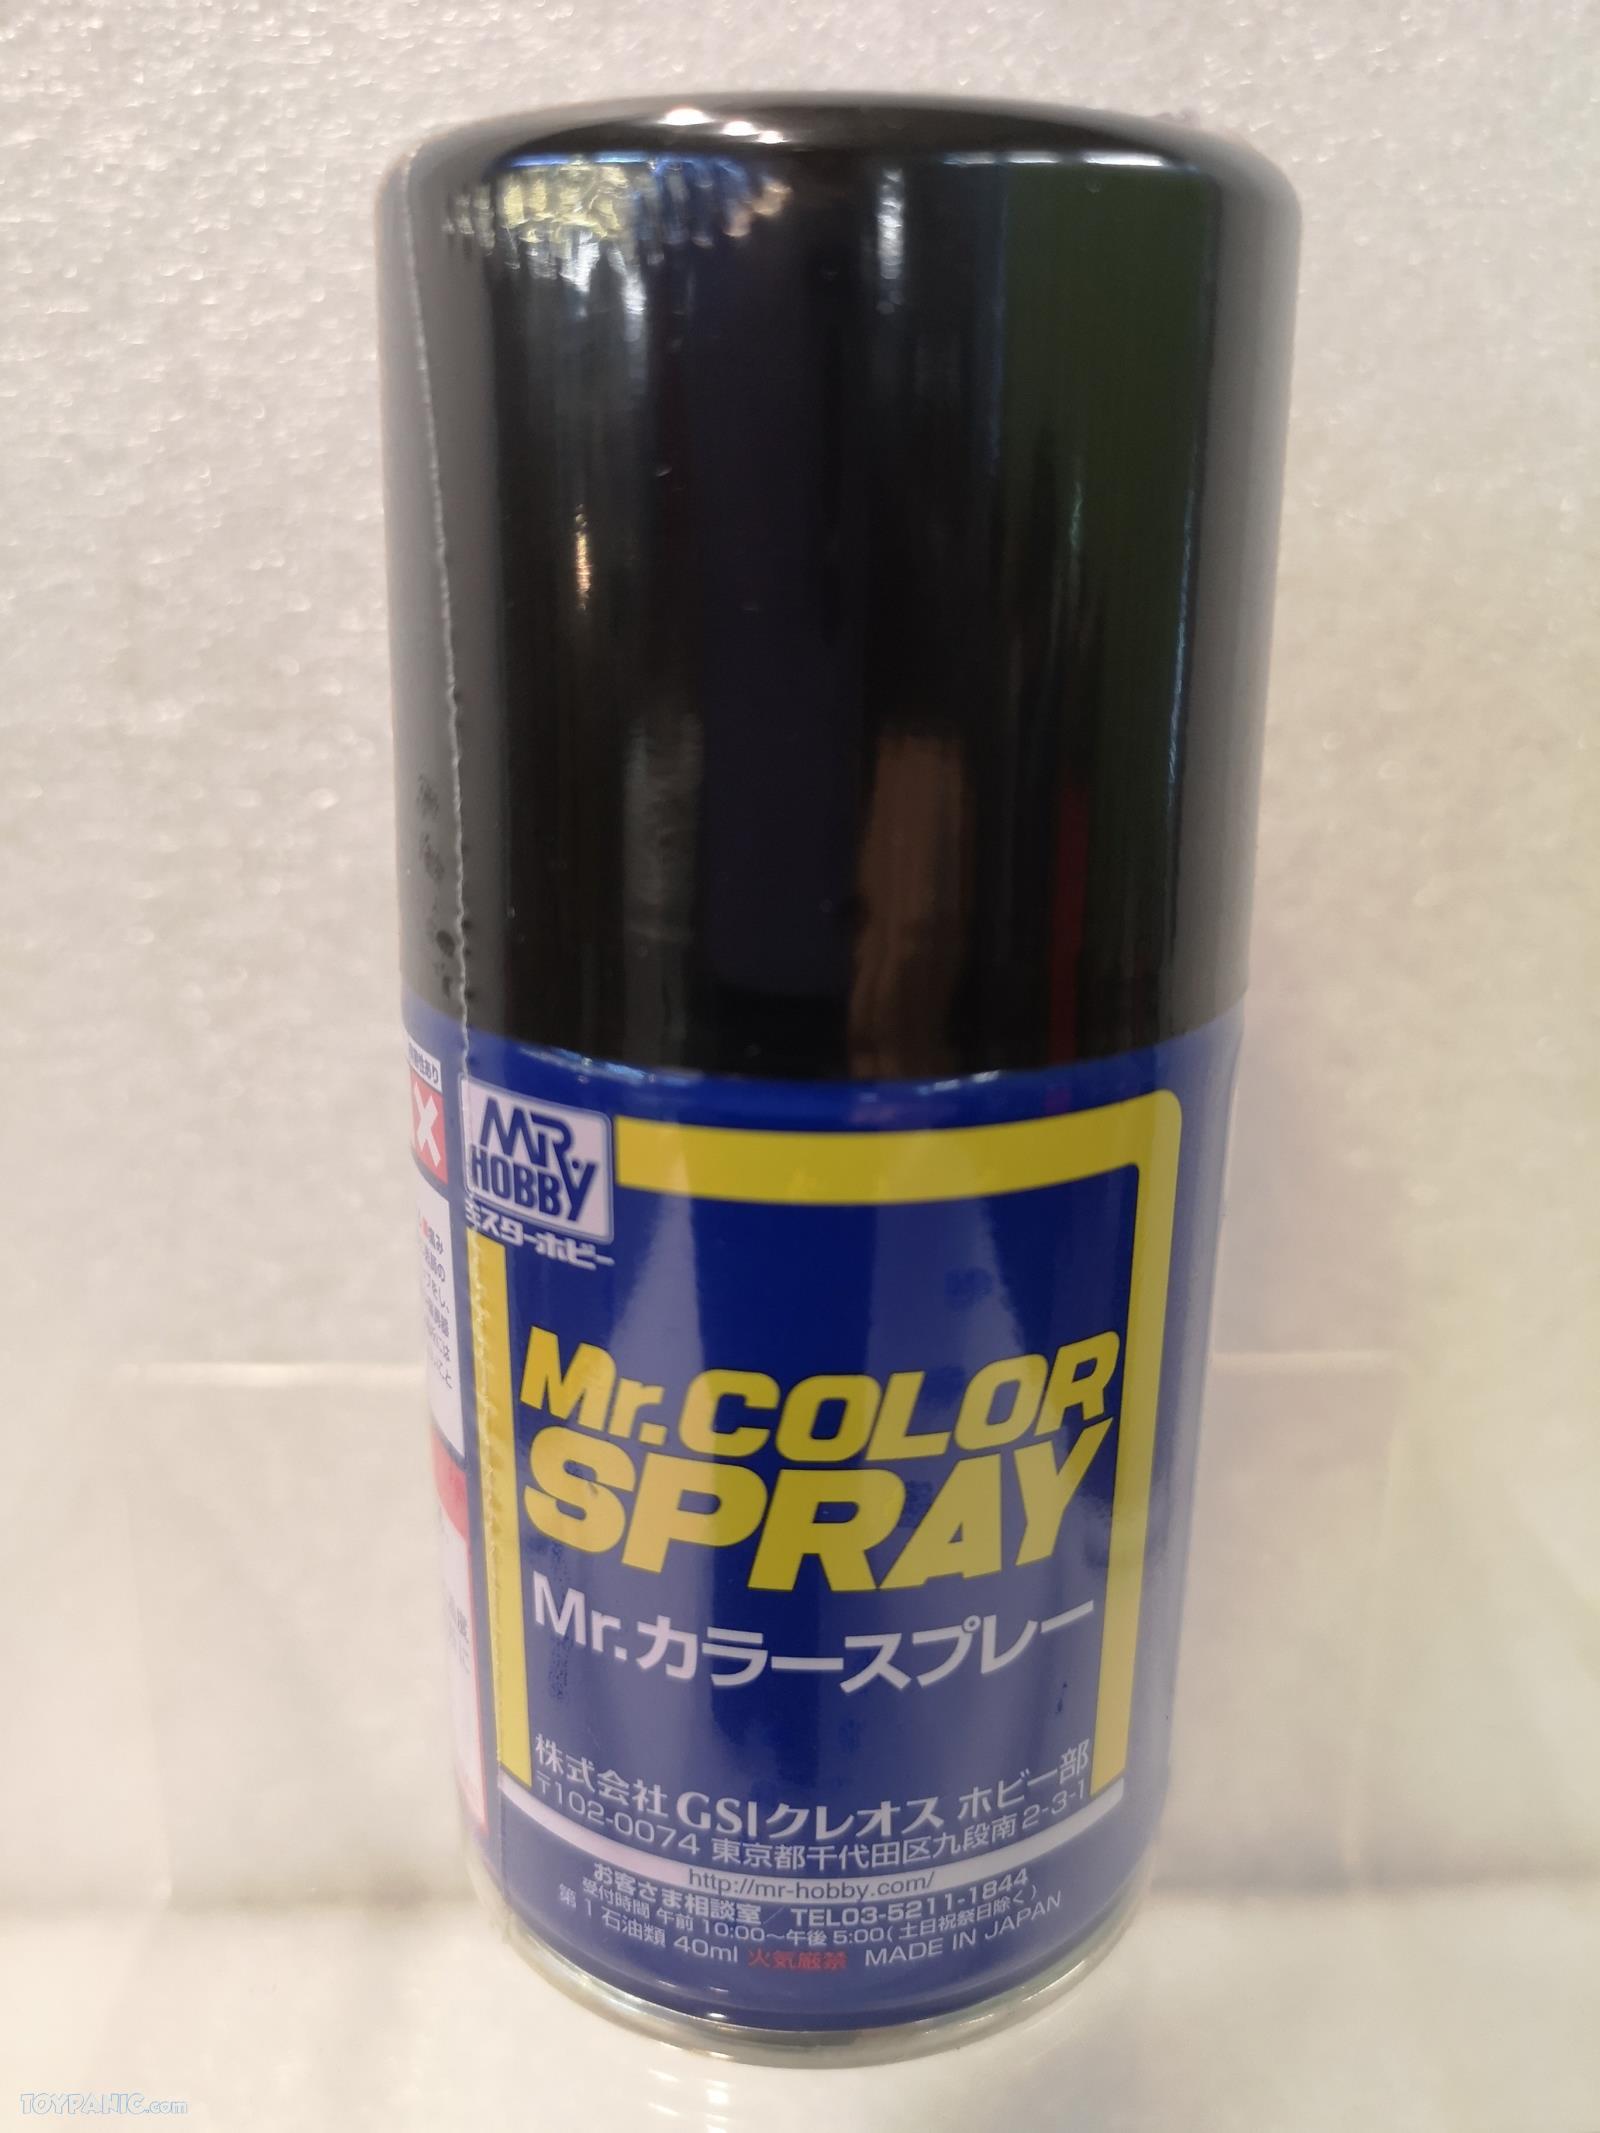 MR.
HOBBY
ミスターホビー
Mr.COLOR
SPRAY
Mr.カラースプレー
株式会社 GSIクレオス ホビー部
〒102-0074 東京都千代田区九段南2-3-1
http://mr-hobby.com/
お客さま相談室/TEL03-5211-1844
受付時間 午前 10:00〜午後 5:00(土日祝祭日除く)
第1石油類 40ml 火気厳禁 MADE IN JAPAN
TOYPANIC.com